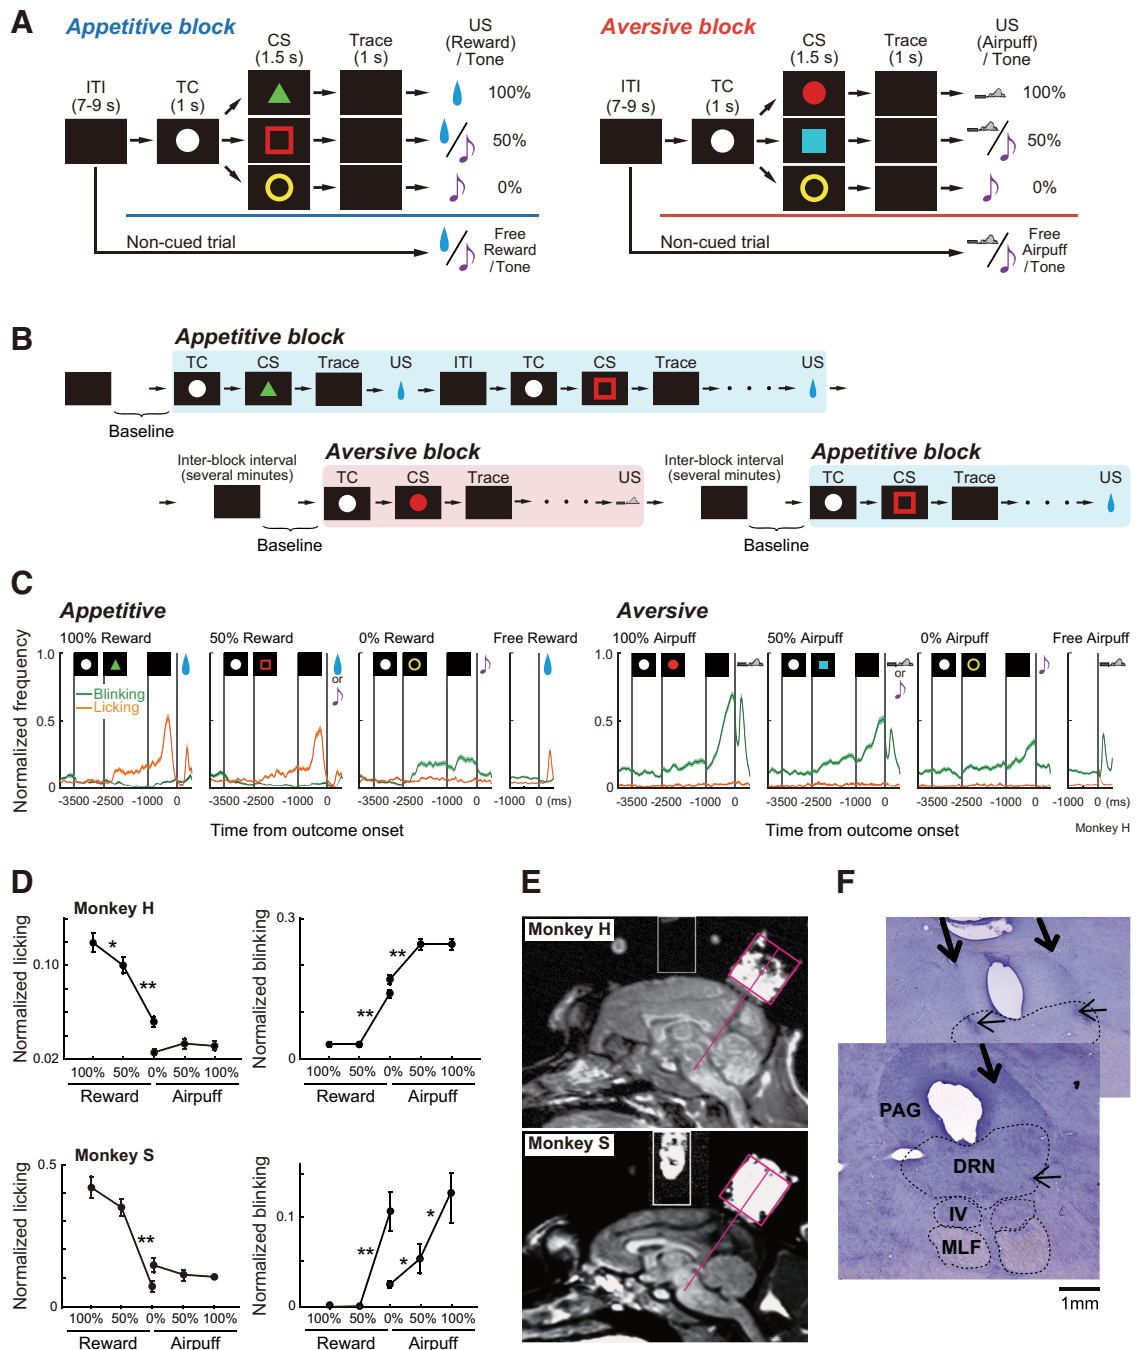 A
Appetitive block
Aversive block
CS
(1.5 s)
Trace
(1 s)
US
(Reward)
/ Tone
ITI
(7-9 s)
TC
(1 s)
100%
50%
0%
Non-cued trial
Free
Reward
/Tone
CS
(1.5 s)
Trace
(1 s)
US
(Airpuff)
/ Tone
ITI
(7-9 s)
TC
(1 s)
100%
50%
0%
Non-cued trial
Free
Airpuff
/Tone
B
Appetitive block
TC CS Trace US ITI TC CS Trace US
Baseline
Inter-block interval
(several minutes)
Aversive block
TC CS Trace US
Baseline
Inter-block interval
(several minutes)
Appetitive block
TC CS Trace US
Baseline
C
Appetitive
100% Reward 50% Reward 0% Reward Free Reward
Normalized frequency
1.0
0.5
0
Blinking
Licking
or
-3500 -2500 -1000 0
-3500 -2500 -1000 0
-3500 -2500 -1000 0
-1000 0 (ms)
Time from outcome onset
Aversive
100% Airpuff 50% Airpuff 0% Airpuff Free Airpuff
1.0
0.5
0
or
-3500 -2500 -1000 0
-3500 -2500 -1000 0
-3500 -2500 -1000 0
-1000 0 (ms)
Time from outcome onset
Monkey H
D
Monkey H
Normalized licking
0.10
0.02
*
**
100% 50% 0% 50% 100%
Reward Airpuff
Normalized blinking
0.3
0
**
**
100% 50% 0% 50% 100%
Reward Airpuff
Monkey S
Normalized licking
0.5
0
**
100% 50% 0% 50% 100%
Reward Airpuff
Normalized blinking
0.1
0
**
*
*
100% 50% 0% 50% 100%
Reward Airpuff
E
Monkey H
Monkey S
F
PAG
DRN
IV
MLF
1mm